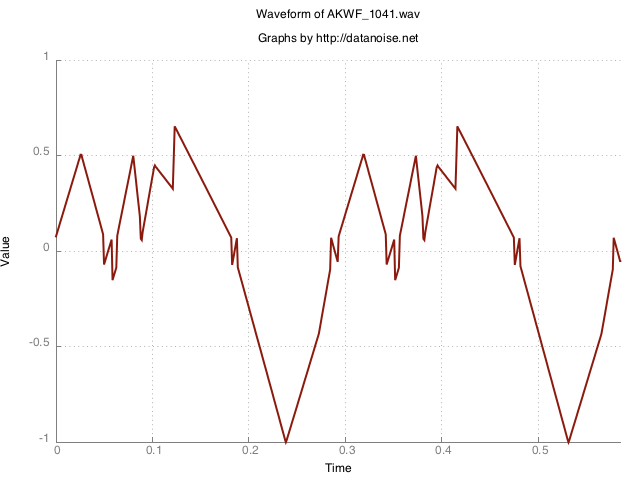 Waveform of AKWF_1041.wav
Graphs by http://datanoise.net
1
0.5
0
-0.5
-1
Value
0 0.1 0.2 0.3 0.4 0.5
Time